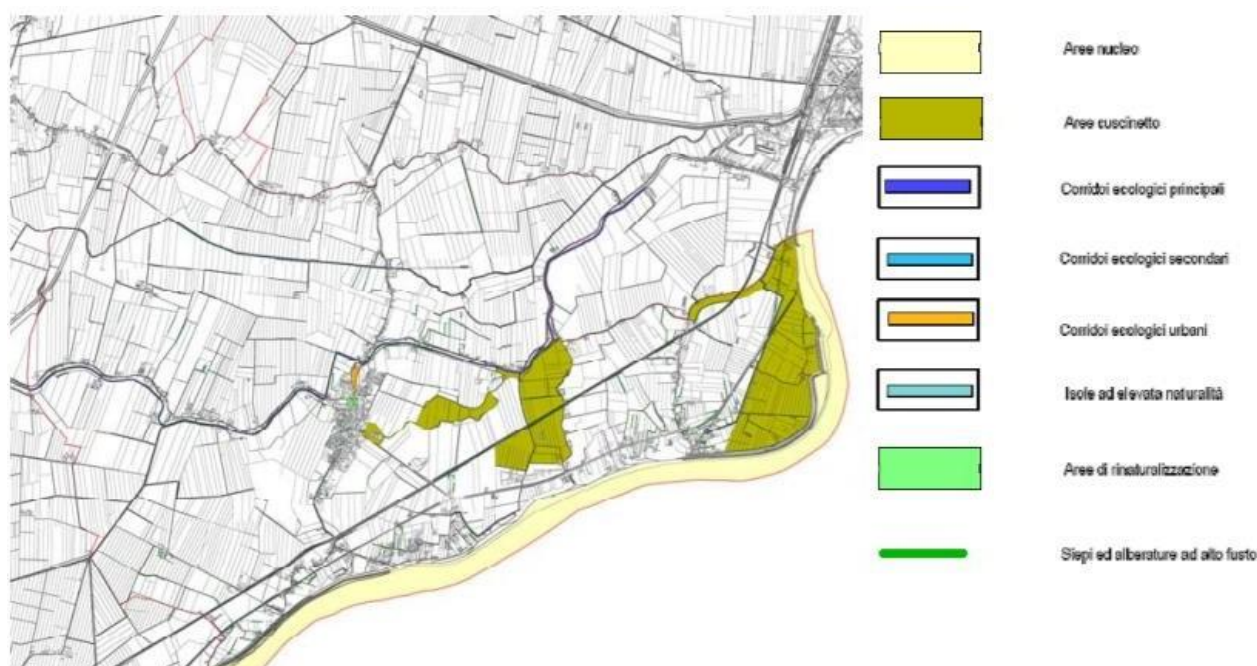 Aree nucleo
Aree cuscinetto
Corridoi ecologici principali
Corridoi ecologici secondari
Corridoi ecologici urbani
Isole ad elevata naturalità
Aree di rinaturalizzazione
Siepi ed alberature ad alto fusto